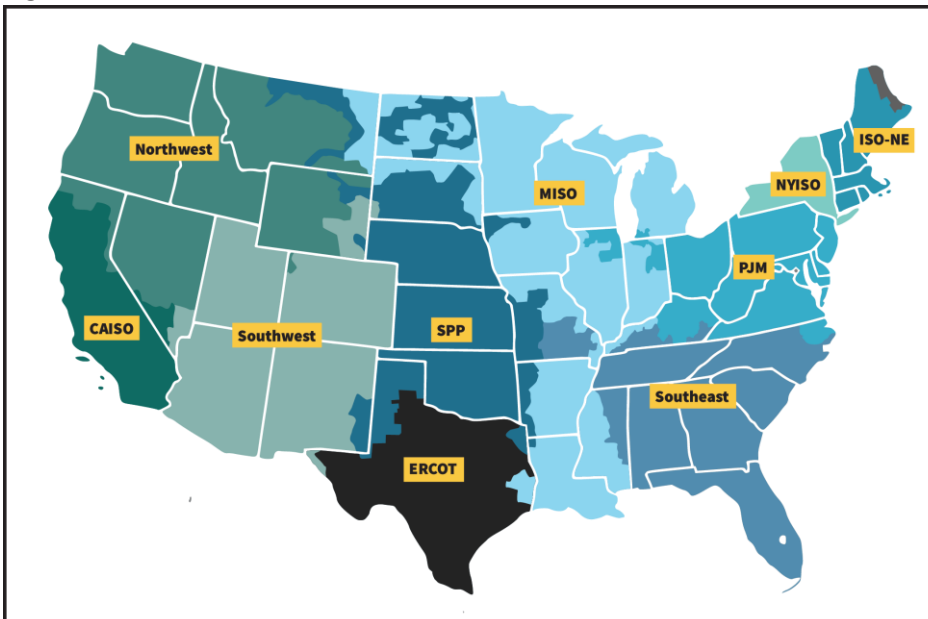 ISO-NE
Northwest
NYISO
MISO
PJM
CAISO
Southwest
SPP
Southeast
ERCOT